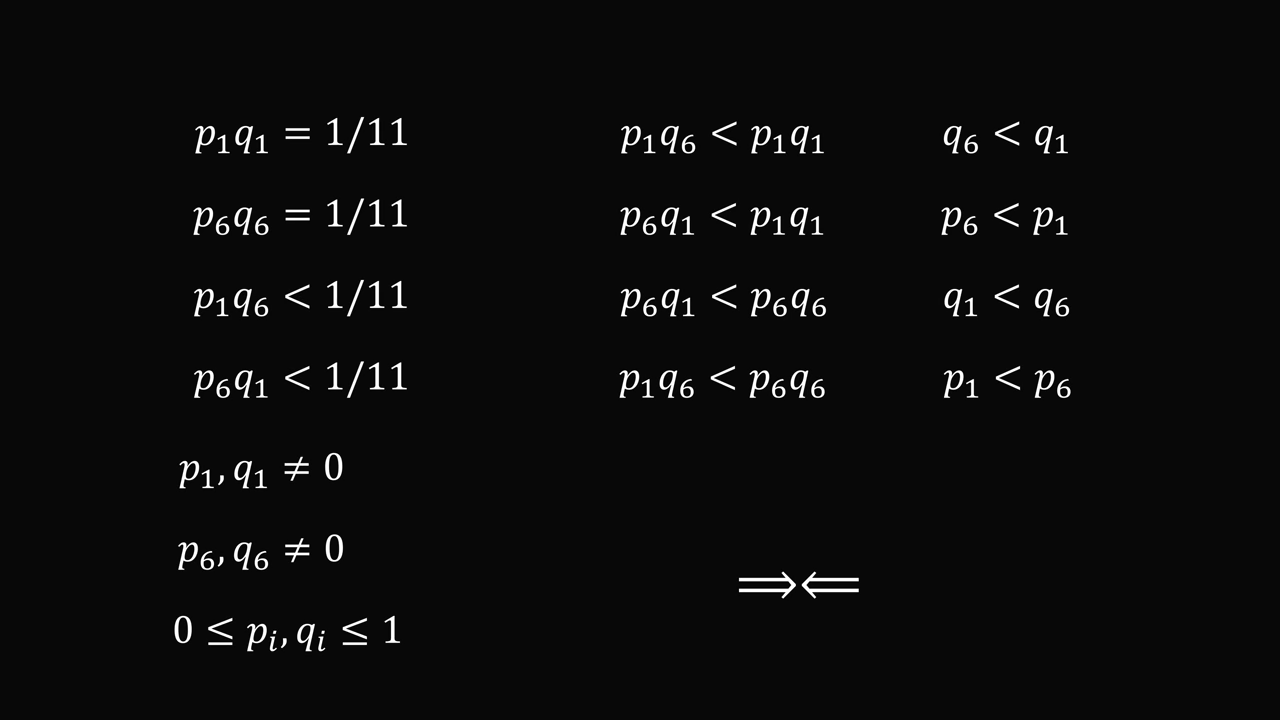 p₁q₁ = 1/11
p₆q₆ = 1/11
p₁q₆ < 1/11
p₆q₁ < 1/11
p₁, q₁ ≠ 0
p₆, q₆ ≠ 0
0 ≤ pᵢ, qᵢ ≤ 1
p₁q₆ < p₁q₁
p₆q₁ < p₁q₁
p₆q₁ < p₆q₆
p₁q₆ < p₆q₆
q₆ < q₁
p₆ < p₁
q₁ < q₆
p₁ < p₆
⇒⇐